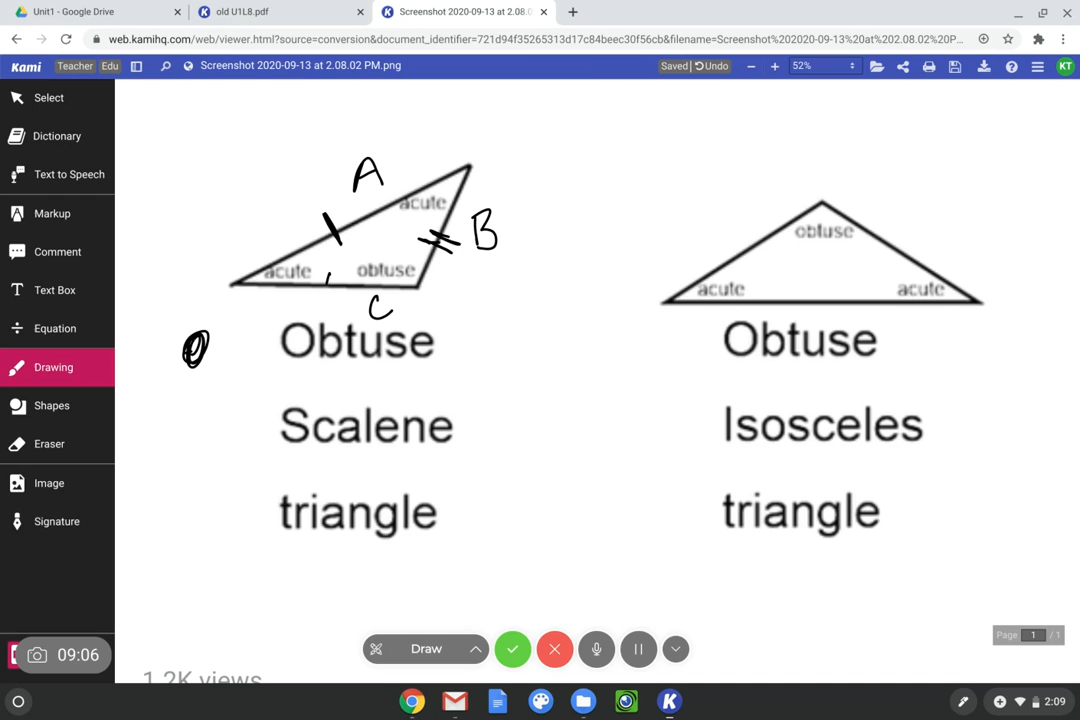 Unit1 - Google Drive
old U1L8.pdf
Screenshot 2020-09-13 at 2.08.0
web.kamihq.com/web/viewer.html?source=conversion&document_identifier=721d94f35265313d17c84beec30f56cb&filename=Screenshot%202020-09-13%20at%202.08.02%20P...
Kami Teacher Edu Screenshot 2020-09-13 at 2.08.02 PM.png Saved Undo 52% KT
Select
Dictionary
Text to Speech
Markup
Comment
Text Box
Equation
Drawing
Shapes
Eraser
Image
Signature
09:06
A
acute
B
acute obtuse
C
Obtuse
Scalene
triangle
obtuse
acute acute
Obtuse
Isosceles
triangle
Page 1 / 1
Draw
1.2K views
2:09